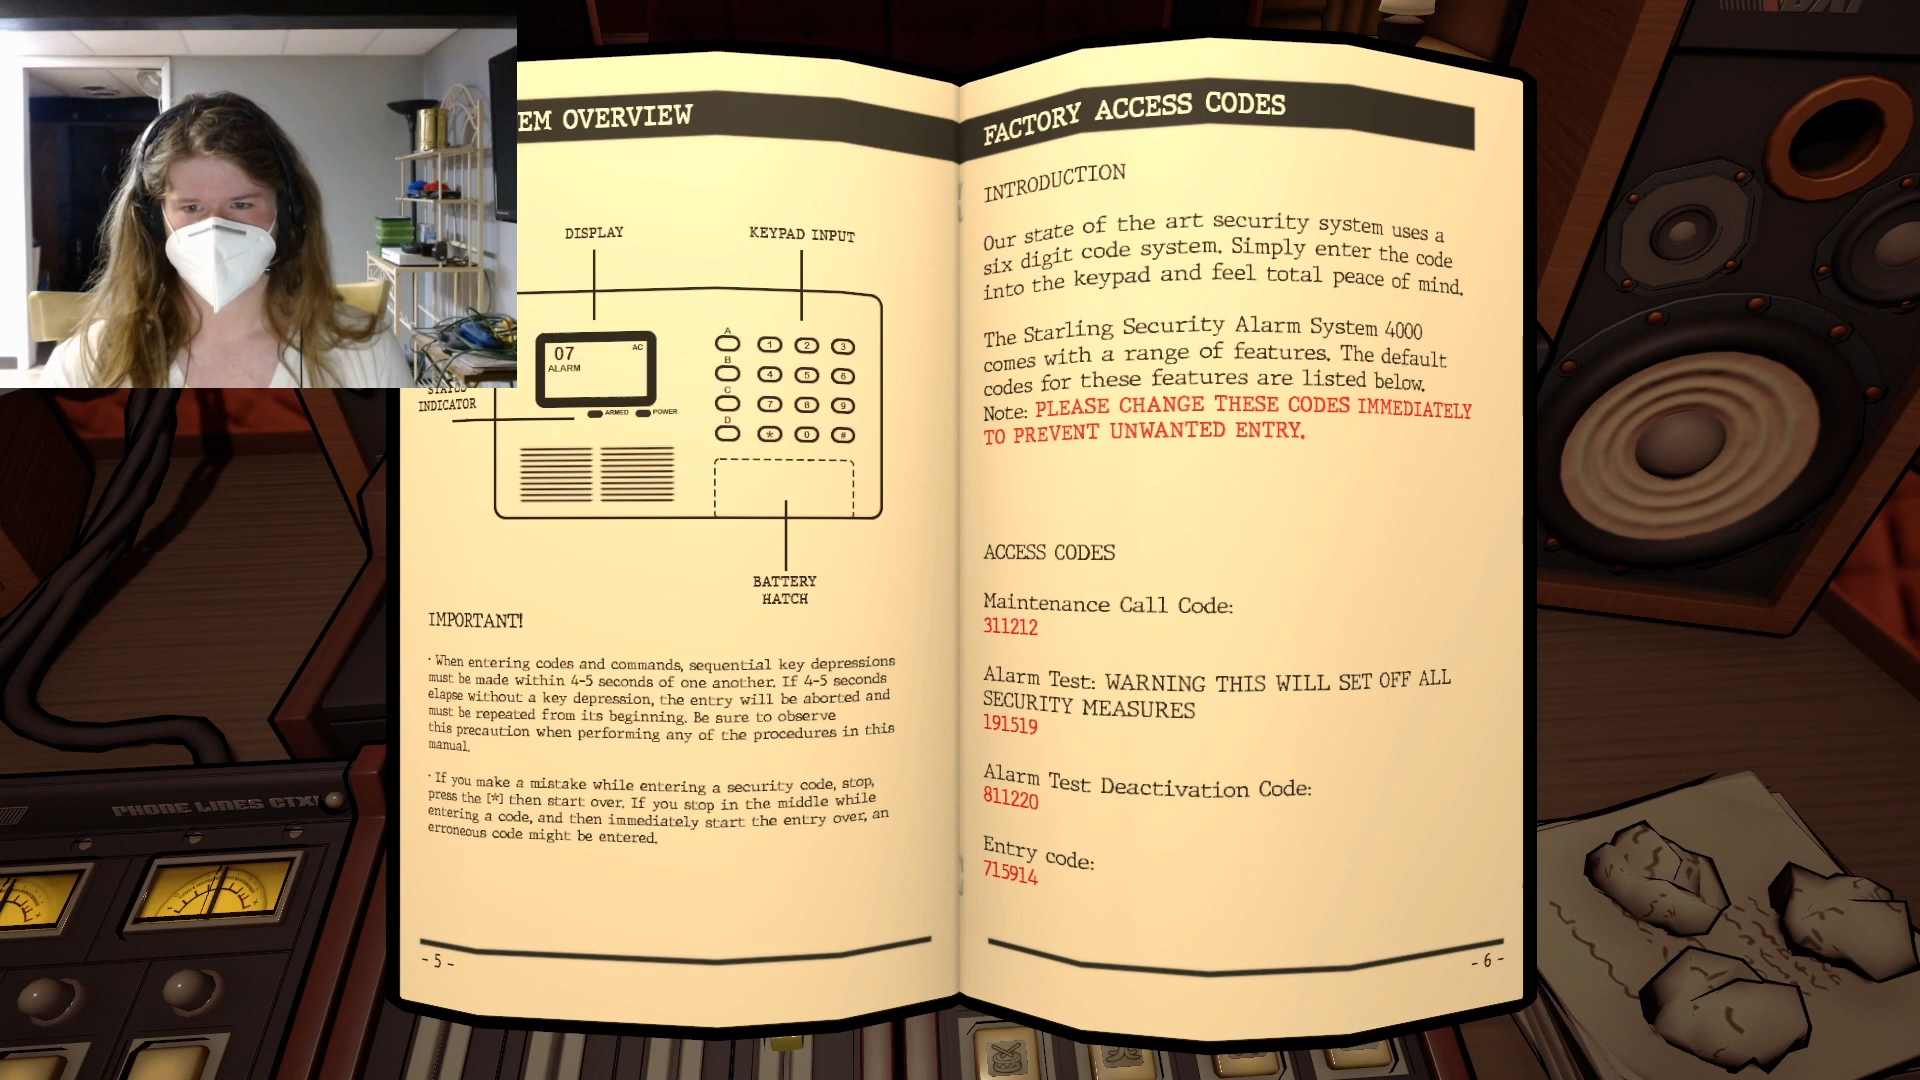 EM OVERVIEW
DISPLAY
KEYPAD INPUT
07
AC
ALARM
ARMED
POWER
A
B
C
D
1 2 3
4 5 6
7 8 9
* 0 #
STATUS
INDICATOR
BATTERY
HATCH
IMPORTANT!
· When entering codes and commands, sequential key depressions
must be made within 4-5 seconds of one another. If 4-5 seconds
elapse without a key depression, the entry will be aborted and
must be repeated from its beginning. Be sure to observe
this precaution when performing any of the procedures in this
manual.
· If you make a mistake while entering a security code, stop,
press the [*] then start over. If you stop in the middle while
entering a code, and then immediately start the entry over, an
erroneous code might be entered.
- 5 -
FACTORY ACCESS CODES
INTRODUCTION
Our state of the art security system uses a
six digit code system. Simply enter the code
into the keypad and feel total peace of mind.
The Starling Security Alarm System 4000
comes with a range of features. The default
codes for these features are listed below.
Note: PLEASE CHANGE THESE CODES IMMEDIATELY
TO PREVENT UNWANTED ENTRY.
ACCESS CODES
Maintenance Call Code:
311212
Alarm Test: WARNING THIS WILL SET OFF ALL
SECURITY MEASURES
191519
Alarm Test Deactivation Code:
811220
Entry code:
715914
- 6 -
PHONE LINES